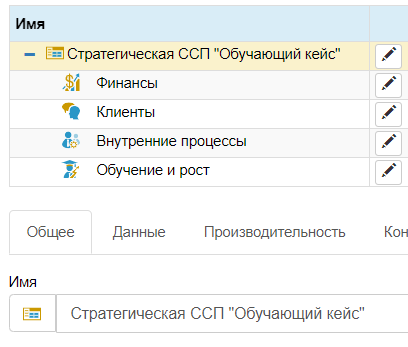 Имя
Стратегическая ССП "Обучающий кейс"
Финансы
Клиенты
Внутренние процессы
Обучение и рост
Общее Данные Производительность Кон
Имя
Стратегическая ССП "Обучающий кейс"